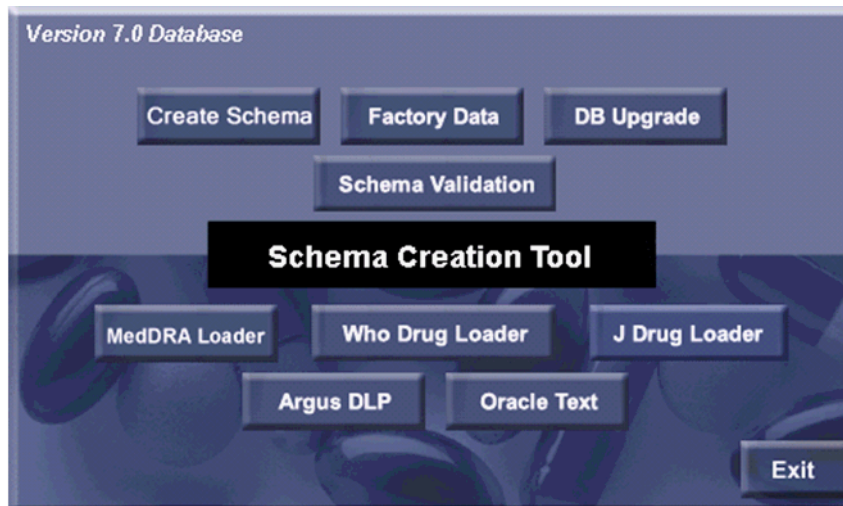 Version 7.0 Database
Create Schema Factory Data DB Upgrade
Schema Validation
Schema Creation Tool
MedDRA Loader Who Drug Loader J Drug Loader
Argus DLP Oracle Text
Exit